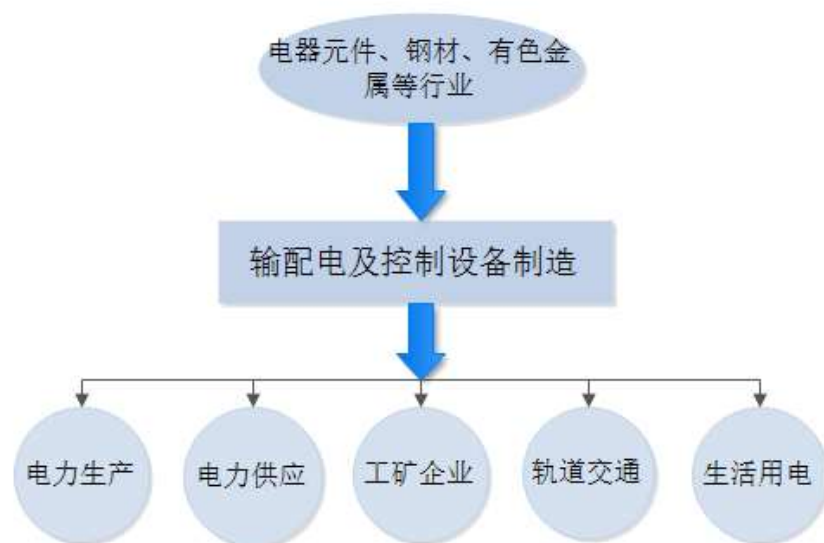 电器元件、钢材、有色金
属等行业
输配电及控制设备制造
电力生产
电力供应
工矿企业
轨道交通
生活用电